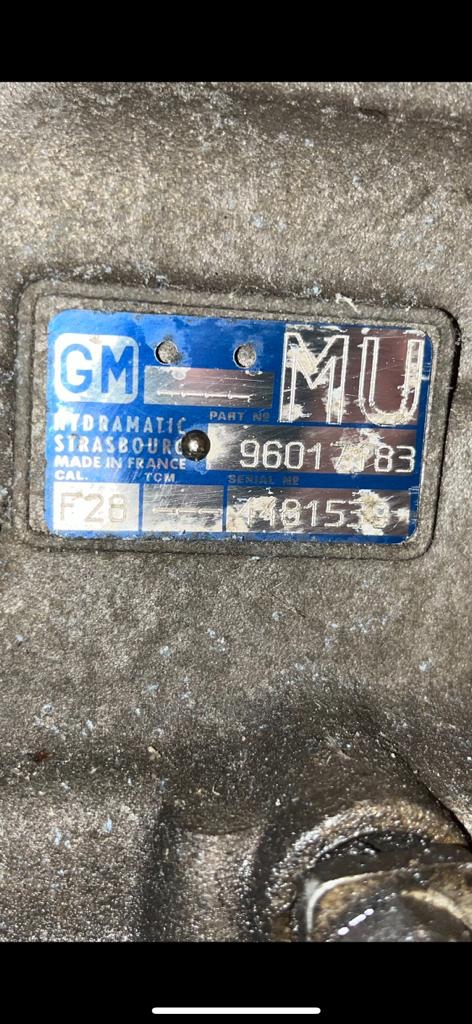 GM
MU
PART Nº
HYDRAMATIC
STRASBOURG
MADE IN FRANCE
CAL. TCM SERIAL Nº
F28